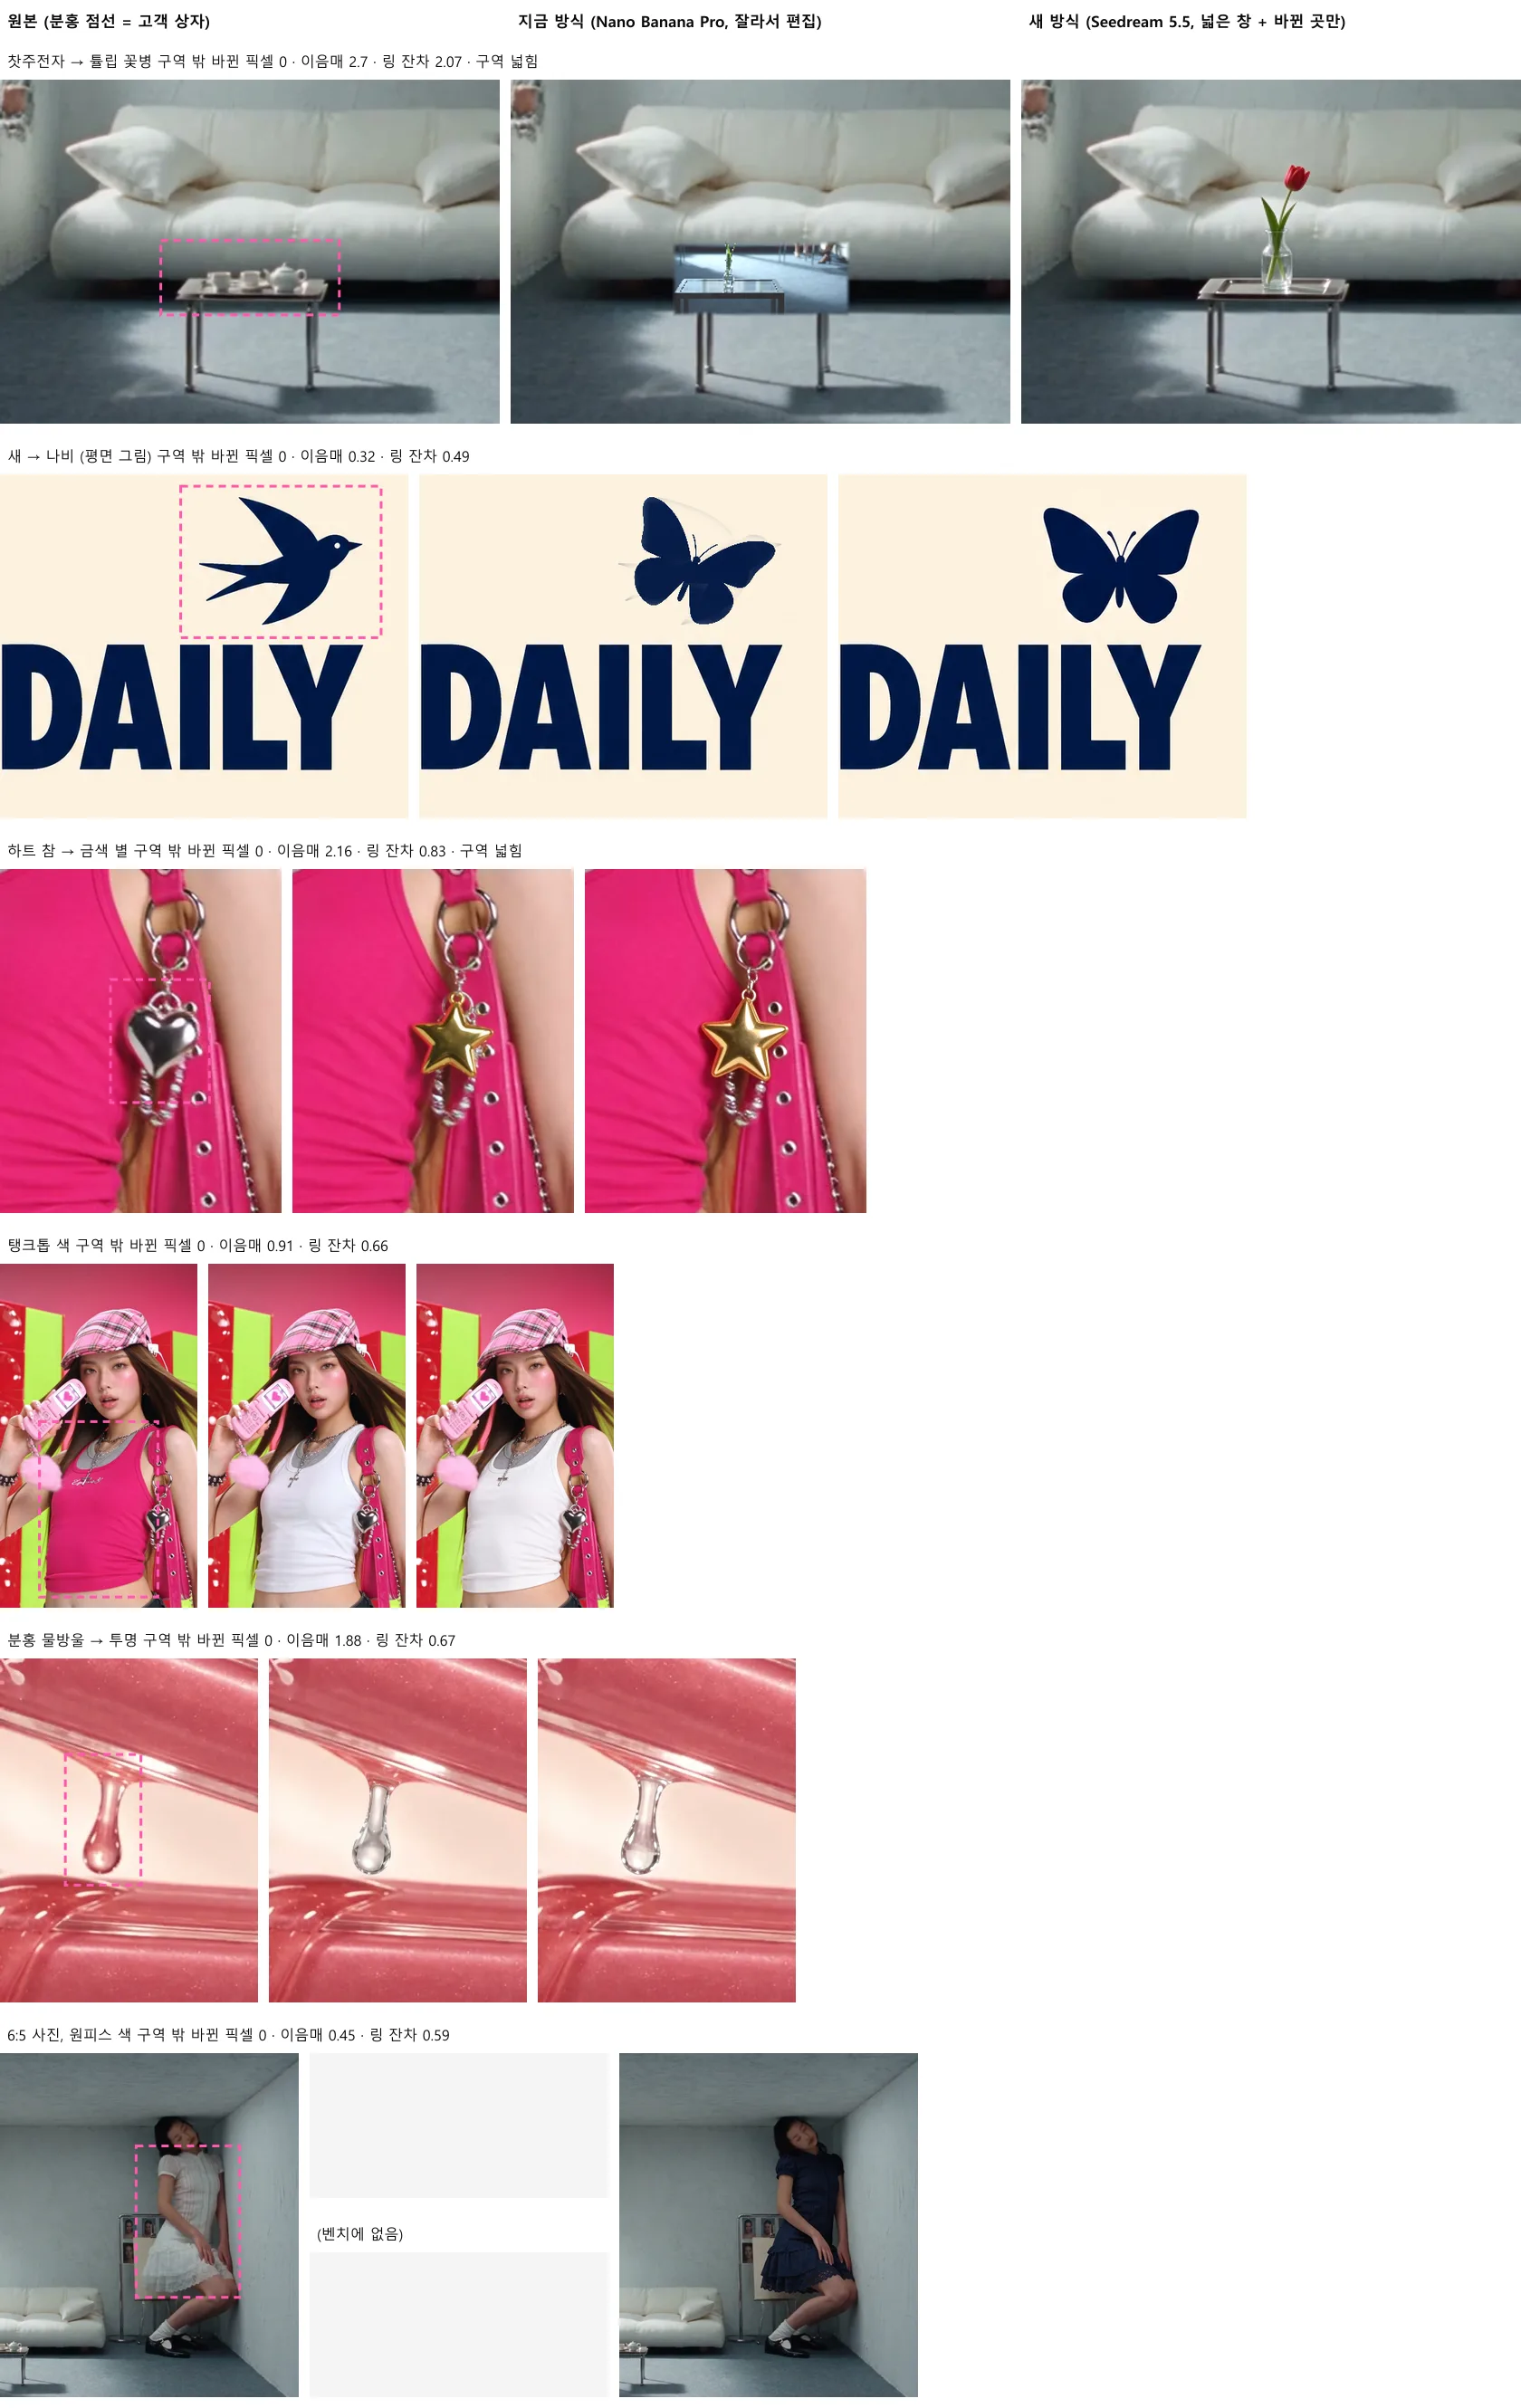 원본 (분홍 점선 = 고객 상자)
지금 방식 (Nano Banana Pro, 잘라서 편집)
새 방식 (Seedream 5.5, 넓은 창 + 바뀐 곳만)
찻주전자 → 튤립 꽃병 구역 밖 바뀐 픽셀 0 · 이음매 2.7 · 링 잔차 2.07 · 구역 넓힘
새 → 나비 (평면 그림) 구역 밖 바뀐 픽셀 0 · 이음매 0.32 · 링 잔차 0.49
DAILY
DAILY
DAILY
하트 참 → 금색 별 구역 밖 바뀐 픽셀 0 · 이음매 2.16 · 링 잔차 0.83 · 구역 넓힘
탱크톱 색 구역 밖 바뀐 픽셀 0 · 이음매 0.91 · 링 잔차 0.66
분홍 물방울 → 투명 구역 밖 바뀐 픽셀 0 · 이음매 1.88 · 링 잔차 0.67
6:5 사진, 원피스 색 구역 밖 바뀐 픽셀 0 · 이음매 0.45 · 링 잔차 0.59
(벤치에 없음)